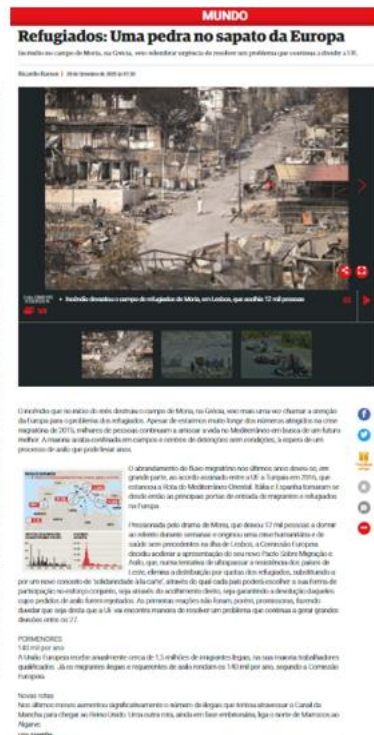 MUNDO
Refugiados: Uma pedra no sapato da Europa
Incêndio no campo de Moria, na Grécia, veio relembrar urgência de resolver um problema que continua a dividir a UE.
Ricardo Ramos
Incêndio devastou o campo de refugiados de Moria, em Lesbos, que acolhia 12 mil pessoas
O incêndio que no início do mês destruiu o campo de Moria, na Grécia, veio mais uma vez chamar a atenção
da Europa para o problema dos refugiados. Apesar de estarmos muito longe dos números atingidos na crise
migratória de 2015, milhares de pessoas continuam a arriscar a vida no Mediterrâneo em busca de um futuro
melhor. A maioria acaba confinada em campos e centros de detenções sem condições, à espera de um
processo de asilo que pode levar anos.
O abrandamento do fluxo migratório nos últimos anos deveu-se, em
grande parte, ao acordo assinado entre a UE e a Turquia em 2016, que
estancou a Rota do Mediterrâneo Oriental. Itália e Espanha tornaram-se
desde então as principais portas de entrada de imigrantes e refugiados
na Europa.
Pressionada pelo drama de Moria, que deixou 12 mil pessoas a dormir
ao relento durante semanas e originou uma crise humanitária e de
saúde sem precedentes na ilha de Lesbos, a Comissão Europeia
decidiu acelerar a apresentação do seu novo Pacto Sobre Migração e
Asilo, que, numa tentativa de ultrapassar a resistência dos países de
Leste, elimina a distribuição por quotas dos refugiados, substituindo-a
por um novo conceito de 'solidariedade à la carte', através do qual cada país poderá escolher a sua forma de
participação no esforço conjunto, seja através do acolhimento direto, seja garantindo a devolução daqueles
cujos pedidos de asilo forem rejeitados. As primeiras reações não foram, porém, promissoras, fazendo
duvidar que seja desta que a UE vai encontrar maneira de resolver um problema que continua a gerar grandes
divisões entre os 27.
PORMENORES
140 mil por ano
A União Europeia recebe anualmente cerca de 1,5 milhões de imigrantes legais, na sua maioria trabalhadores
qualificados. Já os migrantes ilegais e requerentes de asilo rondam os 140 mil por ano, segundo a Comissão
Europeia.
Novas rotas
Nos últimos meses aumentou significativamente o número de ilegais que tentou atravessar o Canal da
Mancha para chegar ao Reino Unido. Uma outra rota, ainda em fase embrionária, liga o norte de Marrocos ao
Algarve.